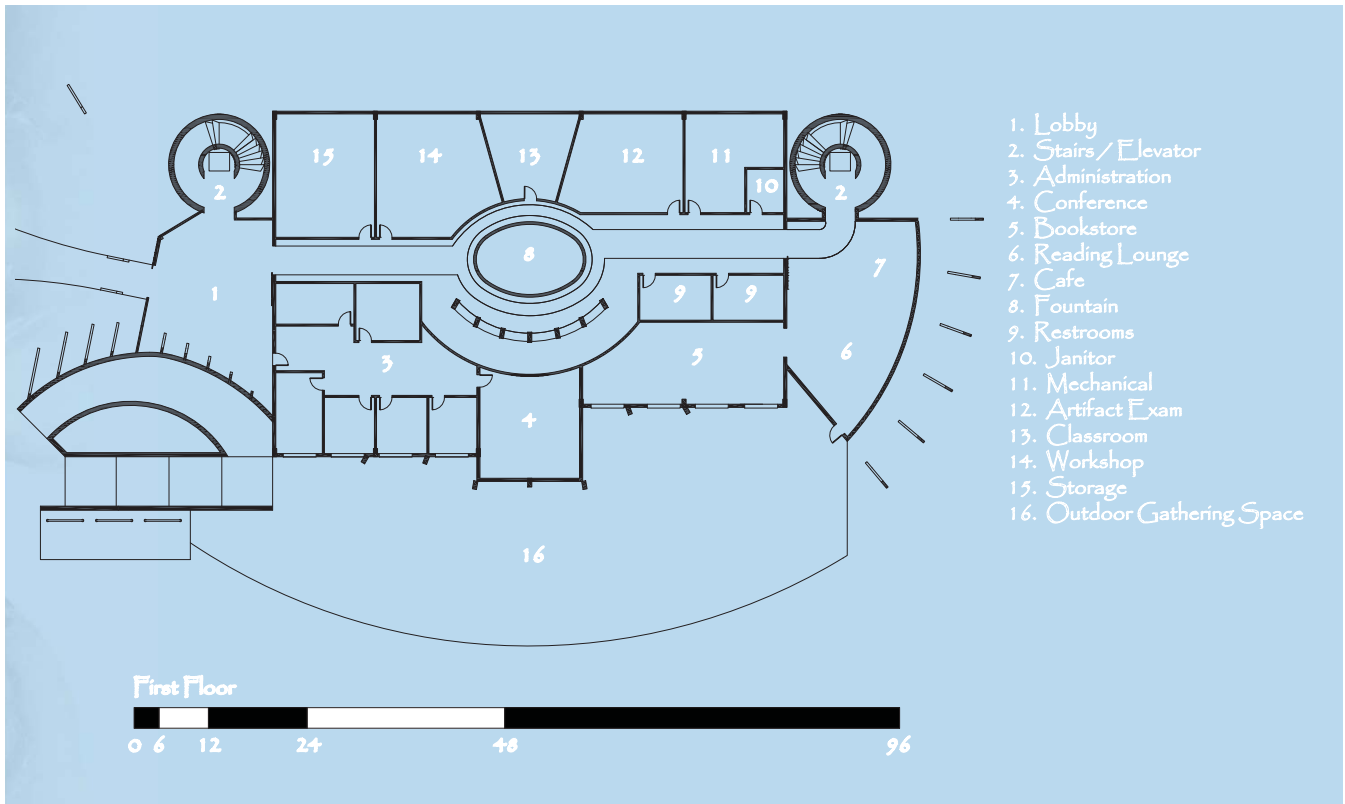 15
14
13
12
11
10
2
2
8
7
1
9
9
3
5
6
4
16
1. Lobby
2. Stairs / Elevator
3. Administration
4. Conference
5. Bookstore
6. Reading Lounge
7. Cafe
8. Fountain
9. Restrooms
10. Janitor
11. Mechanical
12. Artifact Exam
13. Classroom
14. Workshop
15. Storage
16. Outdoor Gathering Space
First Floor
0 6 12 24 48 96